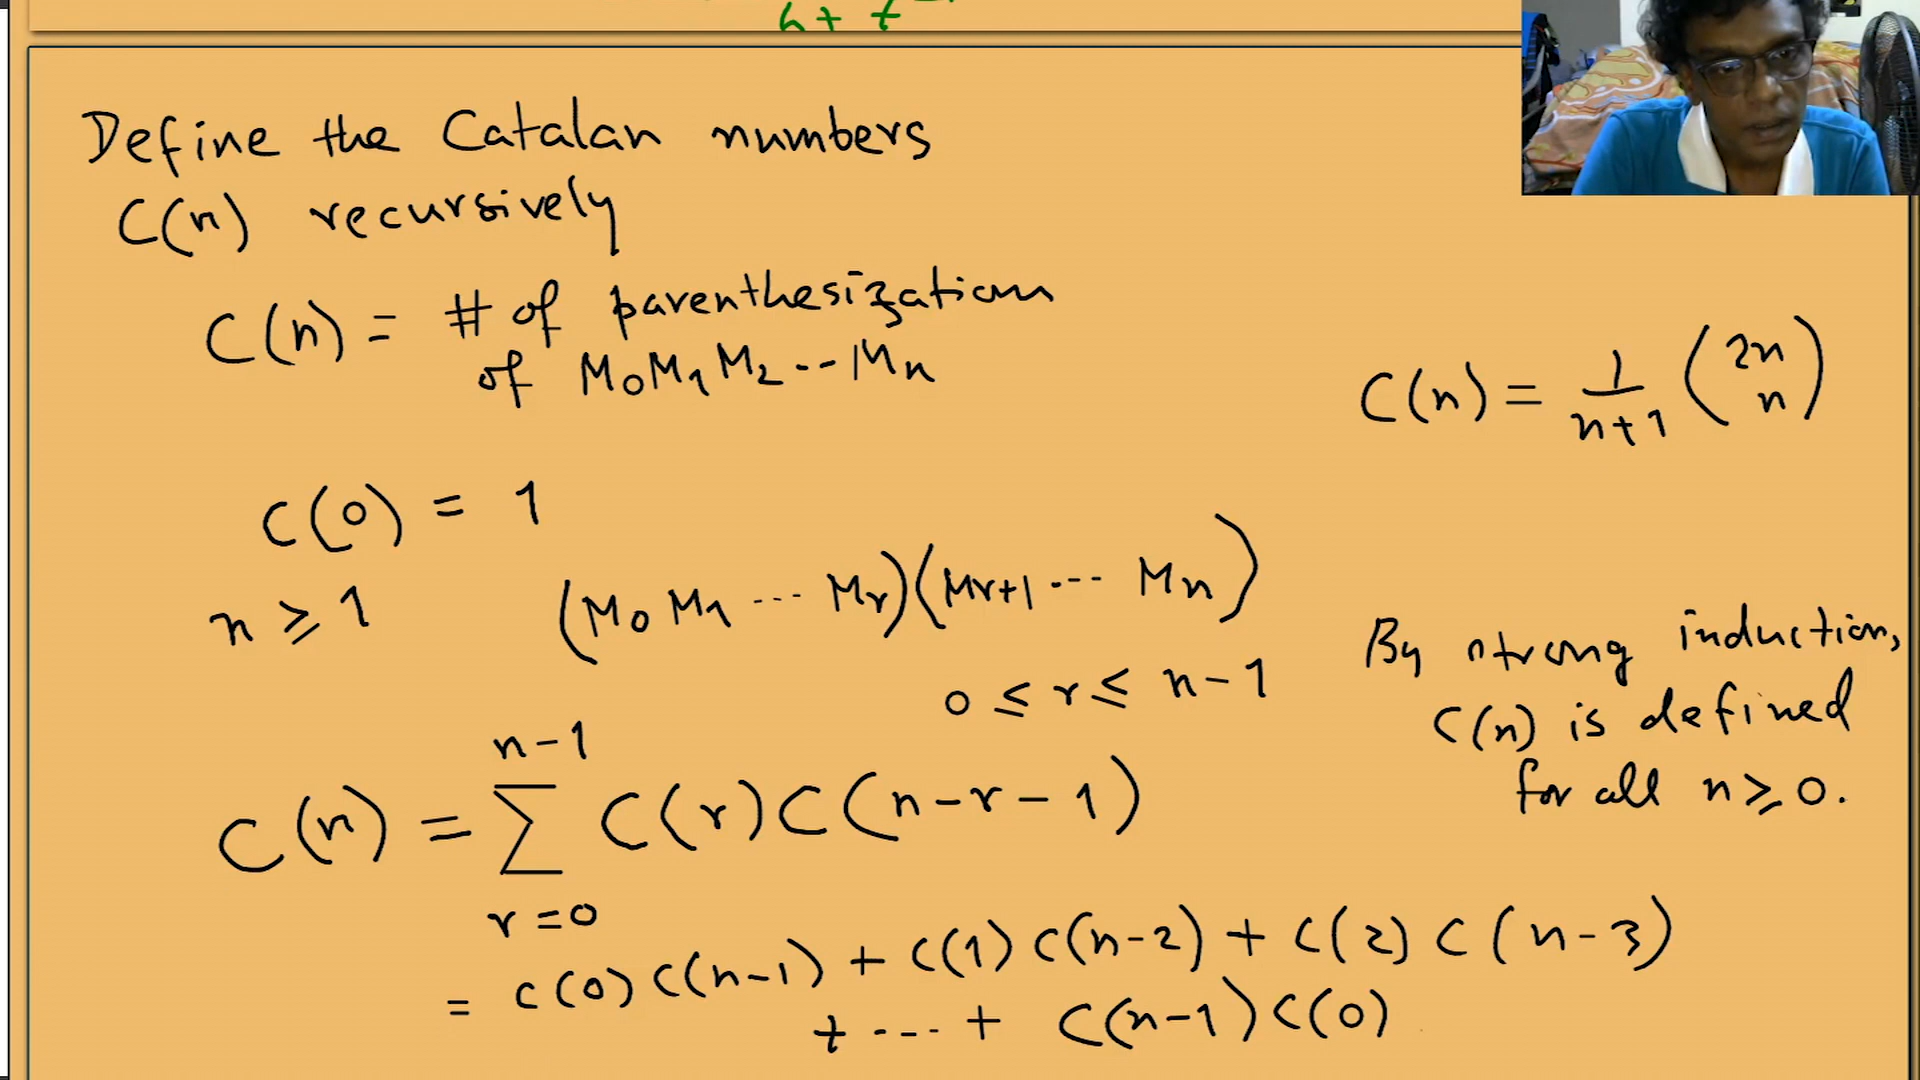 Define the Catalan numbers
C(n) recursively
C(n) = # of parenthesizations
of M₀M₁M₂--Mₙ
C(n) = 1/(n+1) (2n n)
C(0) = 1
n ≥ 1 (M₀ M₁ --- Mᵣ)(Mᵣ₊₁ --- Mₙ)
0 ≤ r ≤ n-1
By strong induction,
C(n) is defined
for all n ≥ 0.
n-1
C(n) = ∑ C(r) C(n-r-1)
r=0
= C(0) C(n-1) + C(1) C(n-2) + C(2) C(n-3)
+ --- + C(n-1) C(0)